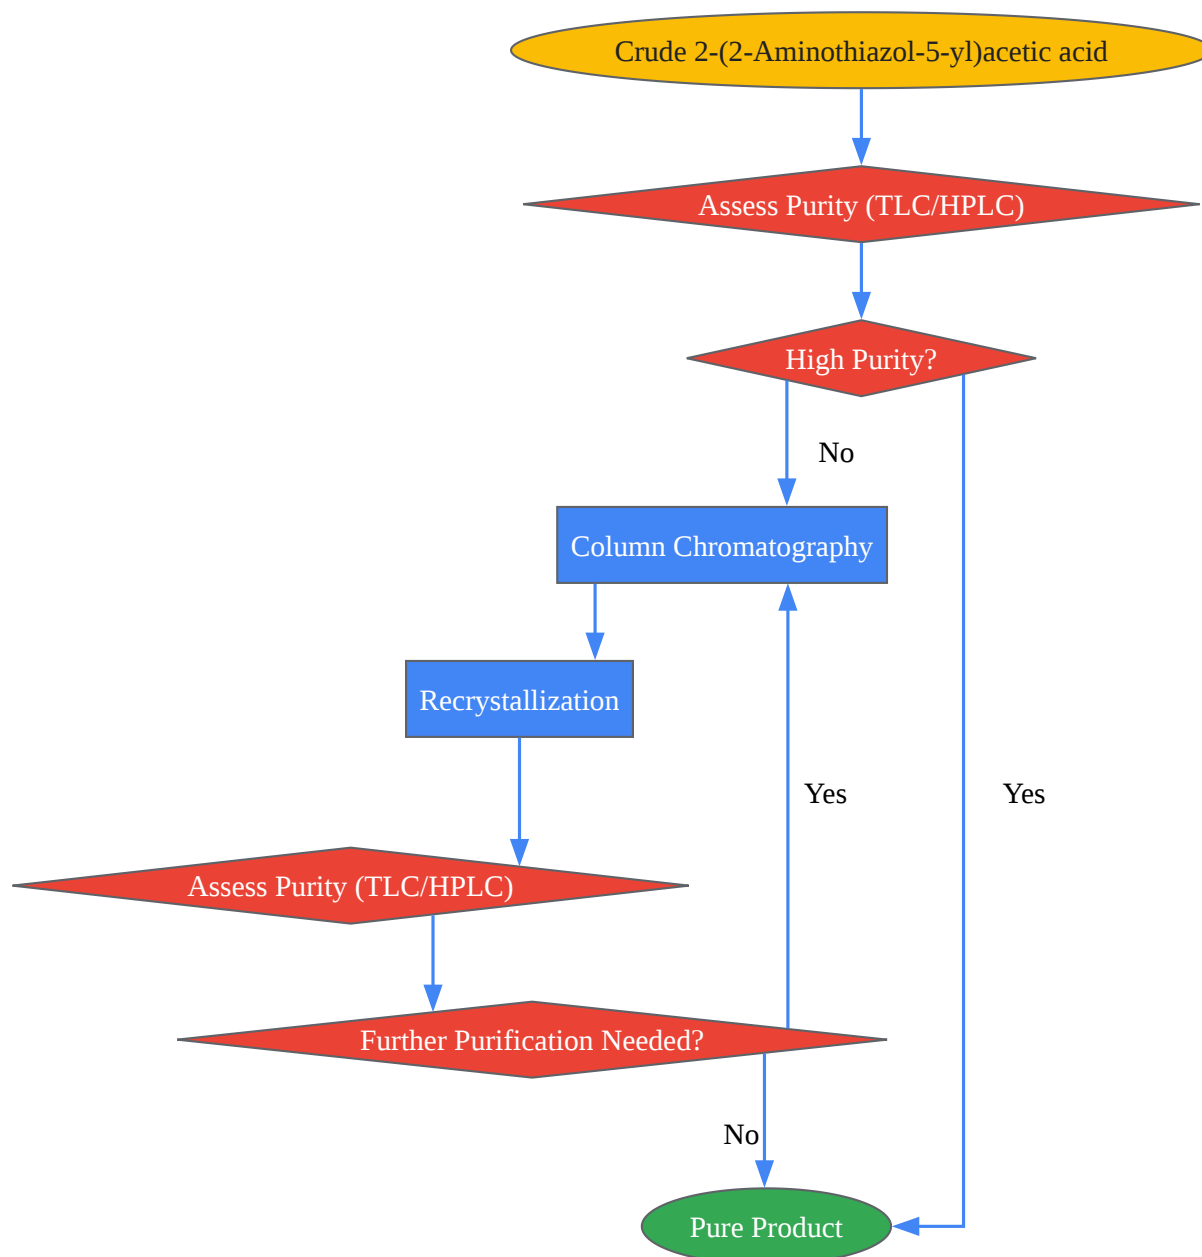 Crude 2-(2-Aminothiazol-5-yl)acetic acid
Assess Purity (TLC/HPLC)
High Purity?
No
Column Chromatography
Recrystallization
Yes
Yes
Assess Purity (TLC/HPLC)
Further Purification Needed?
No
Pure Product